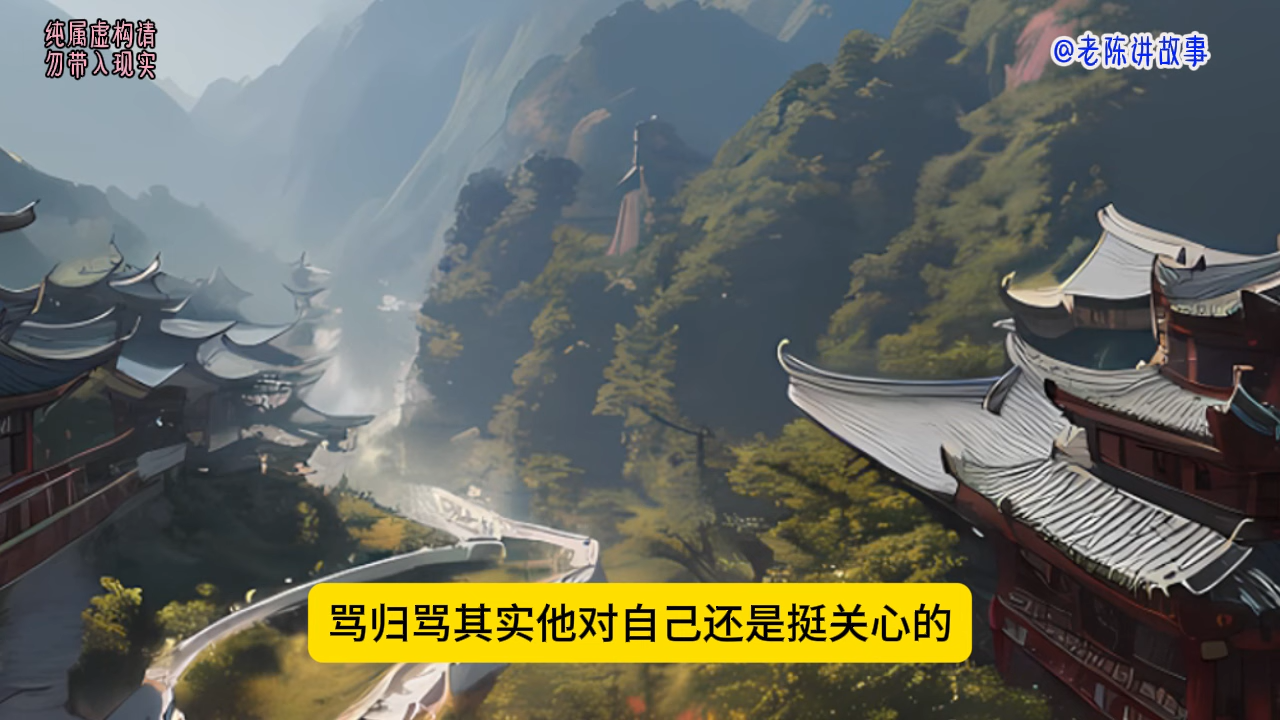 纯属虚构请
勿带入现实
@老陈讲故事
骂归骂其实他对自己还是挺关心的